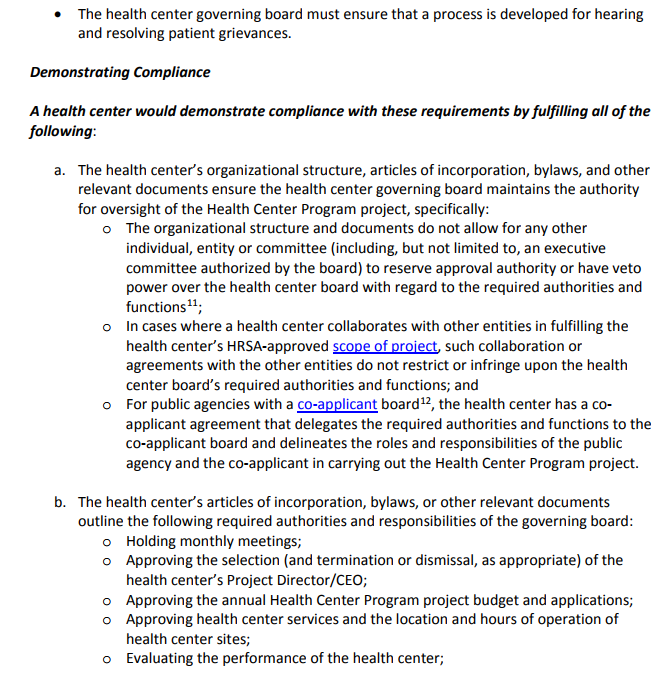 • The health center governing board must ensure that a process is developed for hearing
and resolving patient grievances.
Demonstrating Compliance
A health center would demonstrate compliance with these requirements by fulfilling all of the
following:
a. The health center's organizational structure, articles of incorporation, bylaws, and other
relevant documents ensure the health center governing board maintains the authority
for oversight of the Health Center Program project, specifically:
o The organizational structure and documents do not allow for any other
individual, entity or committee (including, but not limited to, an executive
committee authorized by the board) to reserve approval authority or have veto
power over the health center board with regard to the required authorities and
functions¹¹;
o In cases where a health center collaborates with other entities in fulfilling the
health center's HRSA-approved scope of project, such collaboration or
agreements with the other entities do not restrict or infringe upon the health
center board's required authorities and functions; and
o For public agencies with a co-applicant board¹², the health center has a co-
applicant agreement that delegates the required authorities and functions to the
co-applicant board and delineates the roles and responsibilities of the public
agency and the co-applicant in carrying out the Health Center Program project.
b. The health center's articles of incorporation, bylaws, or other relevant documents
outline the following required authorities and responsibilities of the governing board:
o Holding monthly meetings;
o Approving the selection (and termination or dismissal, as appropriate) of the
health center's Project Director/CEO;
o Approving the annual Health Center Program project budget and applications;
o Approving health center services and the location and hours of operation of
health center sites;
o Evaluating the performance of the health center;